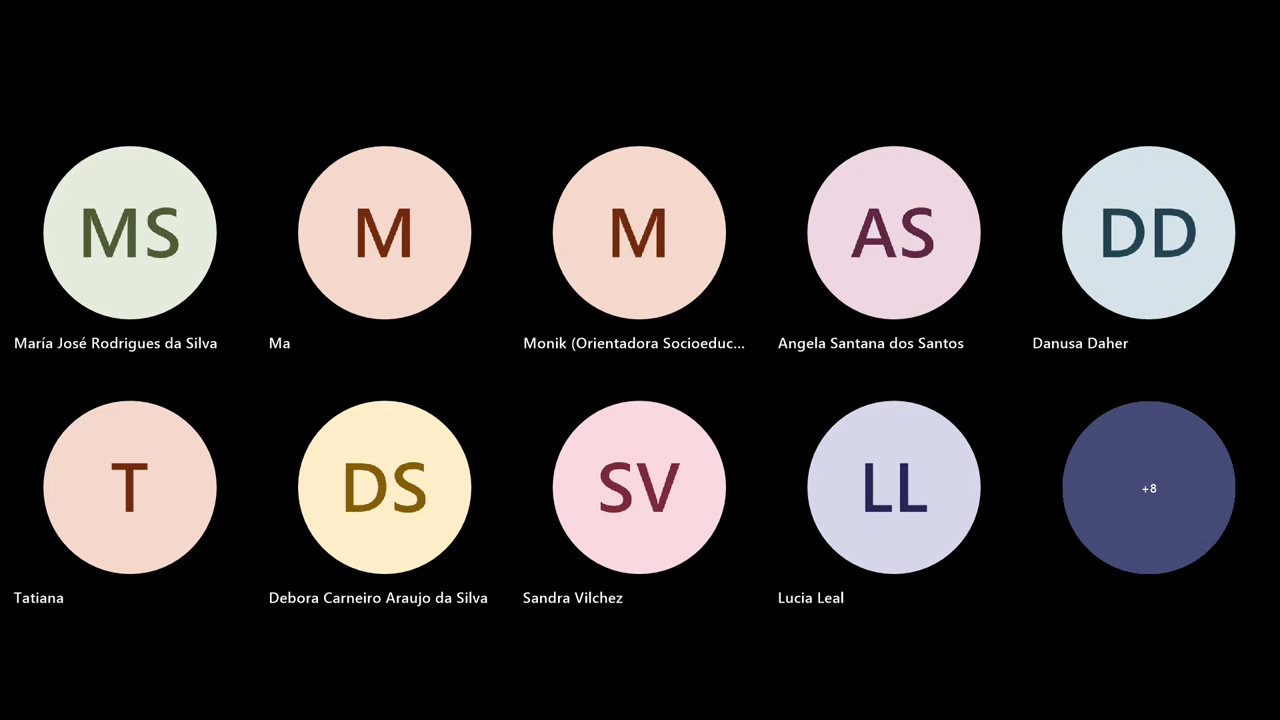 MS
M
M
AS
DD
María José Rodrigues da Silva
Ma
Monik (Orientadora Socioeduc...
Angela Santana dos Santos
Danusa Daher
T
DS
SV
LL
+8
Tatiana
Debora Carneiro Araujo da Silva
Sandra Vilchez
Lucia Leal